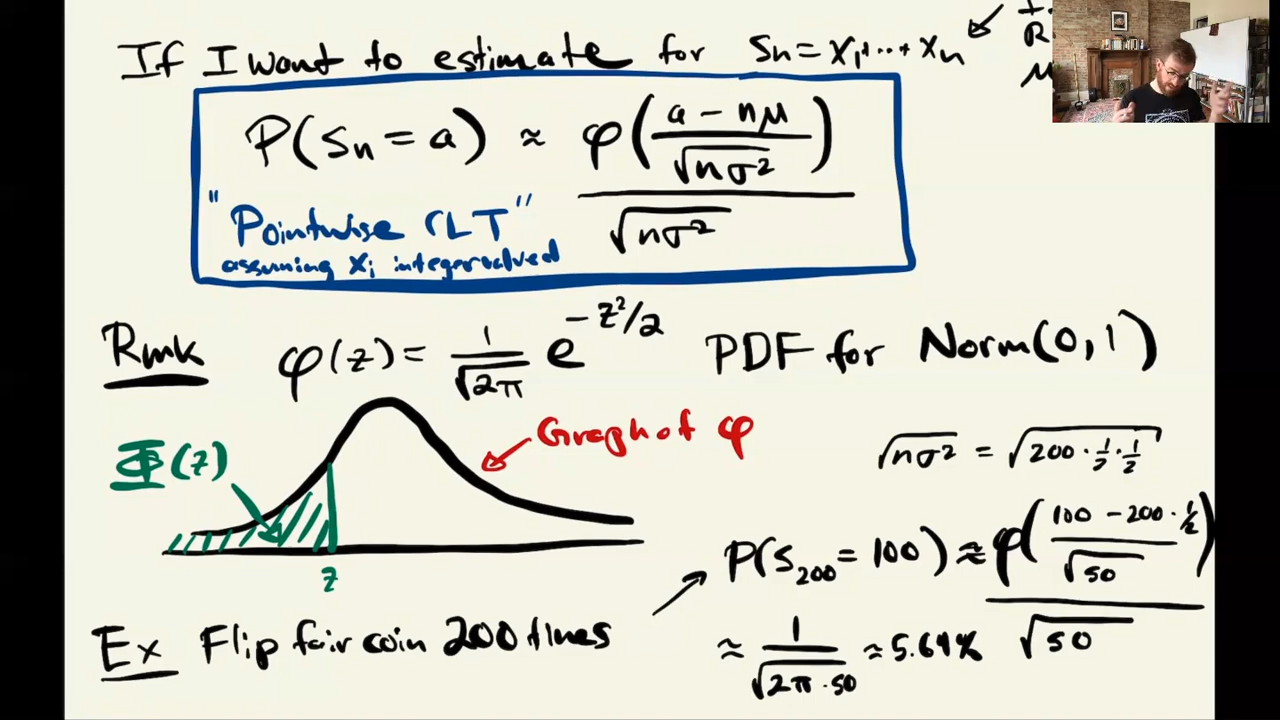 If I want to estimate for Sn = X1+...+Xn
P(Sn = a) ≈ φ((a - nμ)/√nσ²)/√nσ²
"Pointwise CLT"
assuming Xi integer valued
Rmk φ(z) = 1/√2π e^(-z²/2) PDF for Norm(0,1)
Φ(z)
Graph of φ
z
√nσ² = √200·½·½
Ex Flip fair coin 200 times
P(S200 = 100) ≈ φ((100 - 200·½)/√50)/√50
≈ 1/√2π·50 ≈ 5.64%